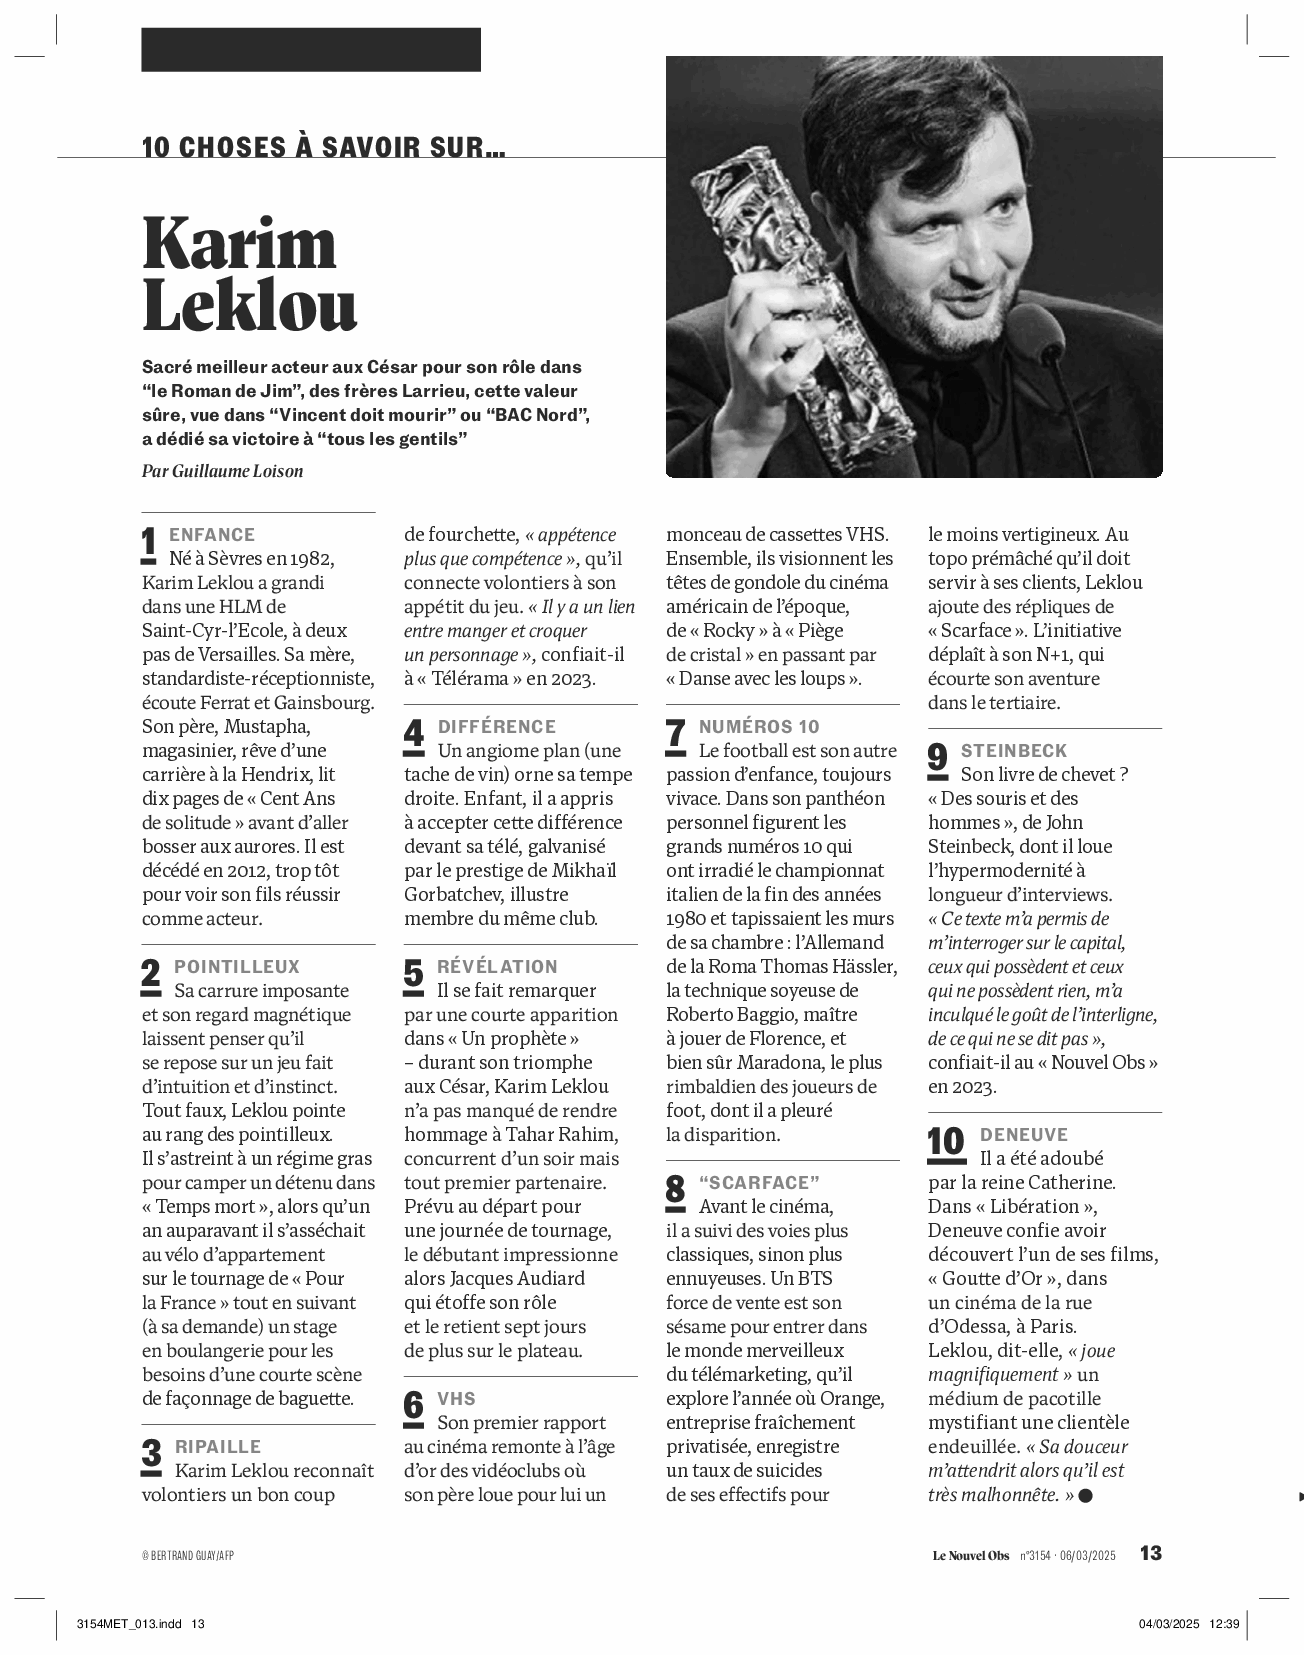 10 CHOSES À SAVOIR SUR…
Karim
Leklou
Sacré meilleur acteur aux César pour son rôle dans
“le Roman de Jim”, des frères Larrieu, cette valeur
sûre, vue dans “Vincent doit mourir” ou “BAC Nord”,
a dédié sa victoire à “tous les gentils”
Par Guillaume Loison
1 ENFANCE
Né à Sèvres en 1982,
Karim Leklou a grandi
dans une HLM de
Saint-Cyr-l’Ecole, à deux
pas de Versailles. Sa mère,
standardiste-réceptionniste,
écoute Ferrat et Gainsbourg.
Son père, Mustapha,
magasinier, rêve d’une
carrière à la Hendrix, lit
dix pages de « Cent Ans
de solitude » avant d’aller
bosser aux aurores. Il est
décédé en 2012, trop tôt
pour voir son fils réussir
comme acteur.
2 POINTILLEUX
Sa carrure imposante
et son regard magnétique
laissent penser qu’il
se repose sur un jeu fait
d’intuition et d’instinct.
Tout faux, Leklou pointe
au rang des pointilleux.
Il s’astreint à un régime gras
pour camper un détenu dans
« Temps mort », alors qu’un
an auparavant il s’asséchait
au vélo d’appartement
sur le tournage de « Pour
la France » tout en suivant
(à sa demande) un stage
en boulangerie pour les
besoins d’une courte scène
de façonnage de baguette.
3 RIPAILLE
Karim Leklou reconnaît
volontiers un bon coup
de fourchette, « appétence
plus que compétence », qu’il
connecte volontiers à son
appétit du jeu. « Il y a un lien
entre manger et croquer
un personnage », confiait-il
à « Télérama » en 2023.
4 DIFFÉRENCE
Un angiome plan (une
tache de vin) orne sa tempe
droite. Enfant, il a appris
à accepter cette différence
devant sa télé, galvanisé
par le prestige de Mikhaïl
Gorbatchev, illustre
membre du même club.
5 RÉVÉLATION
Il se fait remarquer
par une courte apparition
dans « Un prophète »
– durant son triomphe
aux César, Karim Leklou
n’a pas manqué de rendre
hommage à Tahar Rahim,
concurrent d’un soir mais
tout premier partenaire.
Prévu au départ pour
une journée de tournage,
le débutant impressionne
alors Jacques Audiard
qui étoffe son rôle
et le retient sept jours
de plus sur le plateau.
6 VHS
Son premier rapport
au cinéma remonte à l’âge
d’or des vidéoclubs où
son père loue pour lui un
monceau de cassettes VHS.
Ensemble, ils visionnent les
têtes de gondole du cinéma
américain de l’époque,
de « Rocky » à « Piège
de cristal » en passant par
« Danse avec les loups ».
7 NUMÉROS 10
Le football est son autre
passion d’enfance, toujours
vivace. Dans son panthéon
personnel figurent les
grands numéros 10 qui
ont irradié le championnat
italien de la fin des années
1980 et tapissaient les murs
de sa chambre : l’Allemand
de la Roma Thomas Hässler,
la technique soyeuse de
Roberto Baggio, maître
à jouer de Florence, et
bien sûr Maradona, le plus
rimbaldien des joueurs de
foot, dont il a pleuré
la disparition.
8 “SCARFACE”
Avant le cinéma,
il a suivi des voies plus
classiques, sinon plus
ennuyeuses. Un BTS
force de vente est son
sésame pour entrer dans
le monde merveilleux
du télémarketing, qu’il
explore l’année où Orange,
entreprise fraîchement
privatisée, enregistre
un taux de suicides
de ses effectifs pour
le moins vertigineux. Au
topo prémâché qu’il doit
servir à ses clients, Leklou
ajoute des répliques de
« Scarface ». L’initiative
déplaît à son N+1, qui
écourte son aventure
dans le tertiaire.
9 STEINBECK
Son livre de chevet ?
« Des souris et des
hommes », de John
Steinbeck, dont il loue
l’hypermodernité à
longueur d’interviews.
« Ce texte m’a permis de
m’interroger sur le capital,
ceux qui possèdent et ceux
qui ne possèdent rien, m’a
inculqué le goût de l’interligne,
de ce qui ne se dit pas »,
confiait-il au « Nouvel Obs »
en 2023.
10 DENEUVE
Il a été adoubé
par la reine Catherine.
Dans « Libération »,
Deneuve confie avoir
découvert l’un de ses films,
« Goutte d’Or », dans
un cinéma de la rue
d’Odessa, à Paris.
Leklou, dit-elle, « joue
magnifiquement » un
médium de pacotille
mystifiant une clientèle
endeuillée. « Sa douceur
m’attendrit alors qu’il est
très malhonnête. » ●
© BERTRAND GUAY/AFP
Le Nouvel Obs n°3154 · 06/03/2025 13
3154MET_013.indd 13
04/03/2025 12:39